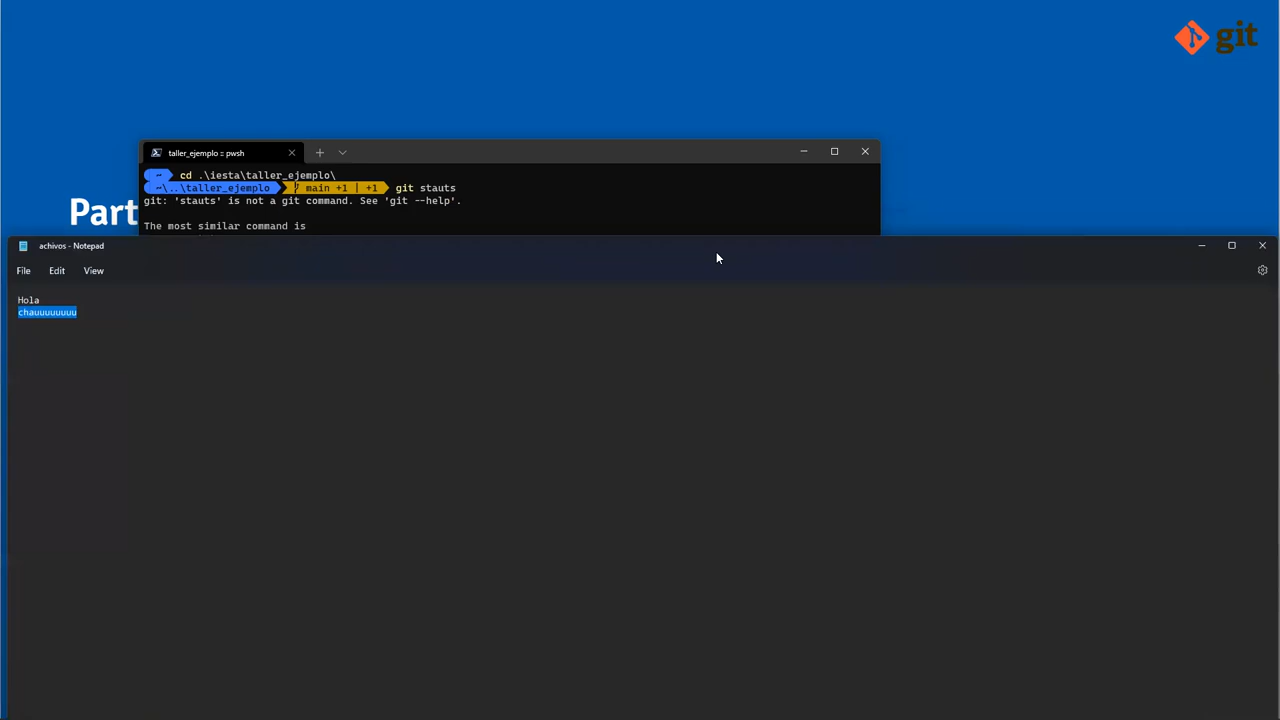 git
taller_ejemplo : pwsh
~ cd .\iesta\taller_ejemplo\
~\..\taller_ejemplo main +1 | +1 git stauts
git: 'stauts' is not a git command. See 'git --help'.
The most similar command is
Part
achivos - Notepad
File Edit View
Hola
chauuuuuuuu